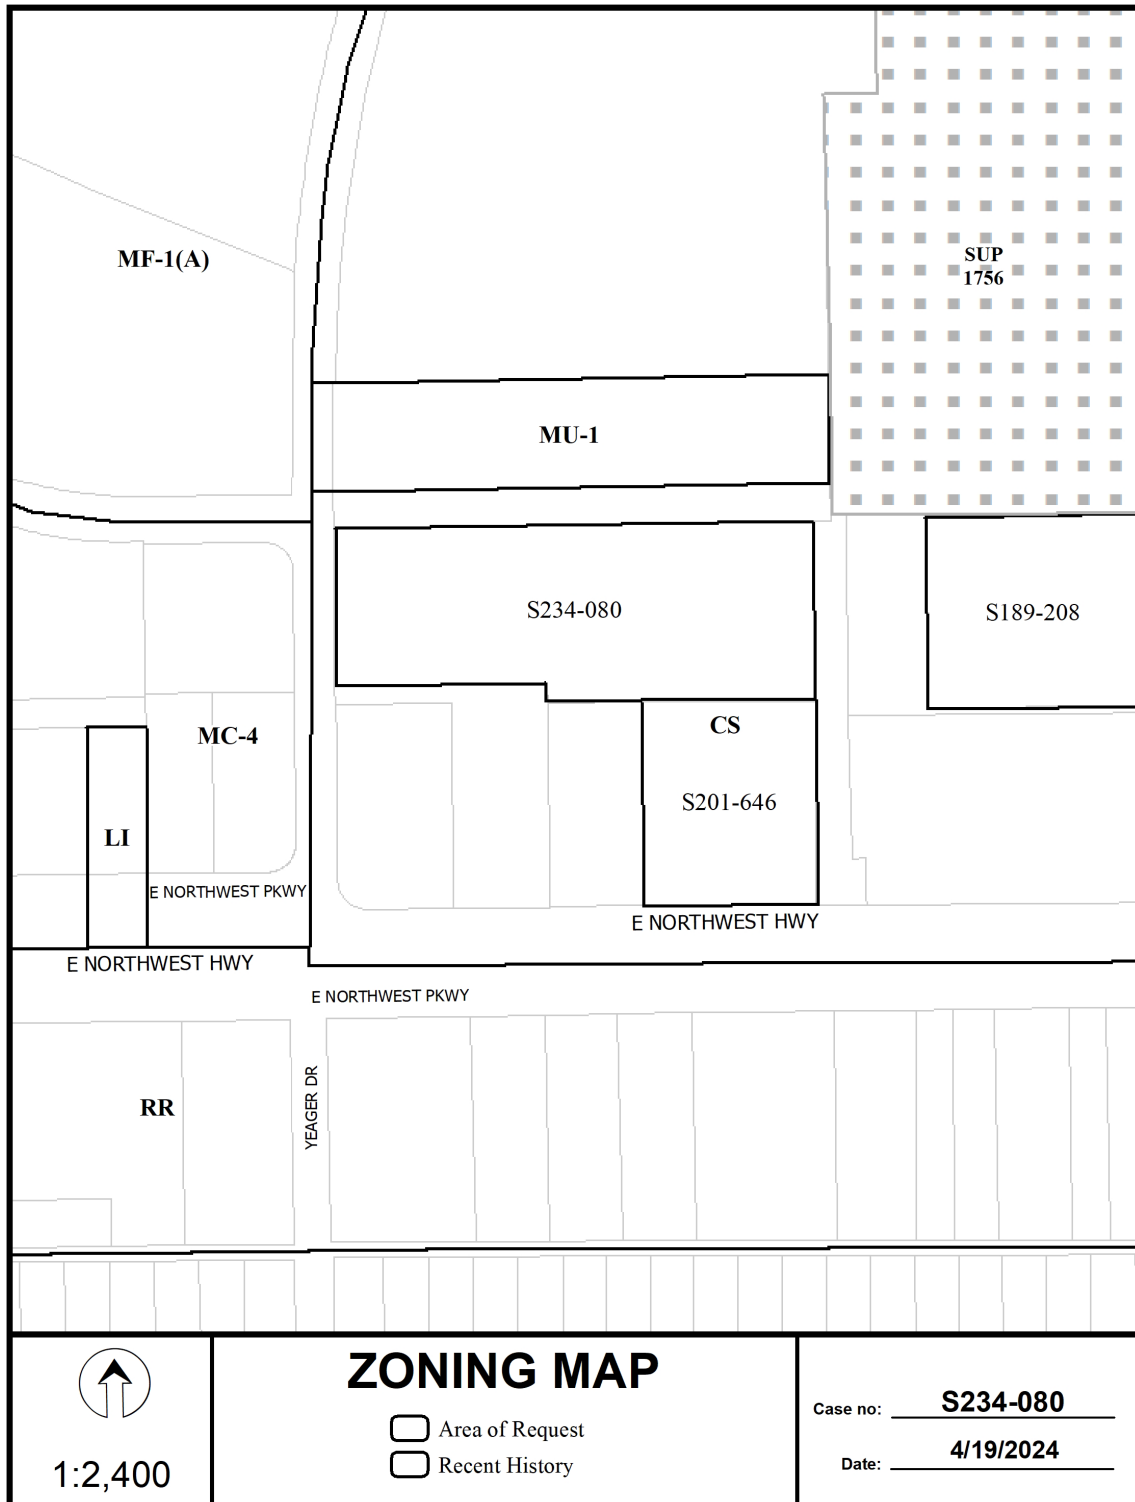 MF-1(A)
SUP
1756
MU-1
S234-080
S189-208
MC-4
CS
S201-646
LI
E NORTHWEST PKWY
E NORTHWEST HWY
E NORTHWEST HWY
E NORTHWEST PKWY
YEAGER DR
RR
1:2,400
ZONING MAP
Area of Request
Recent History
Case no: S234-080
Date: 4/19/2024